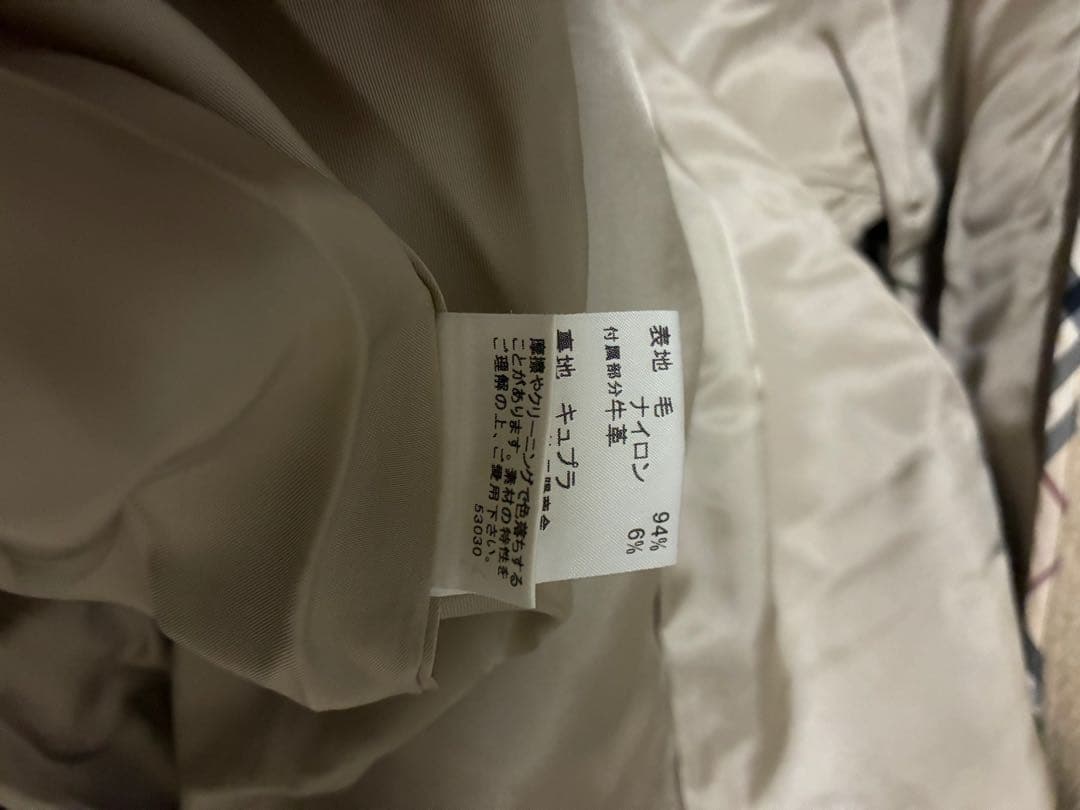 表地 毛 94%
ナイロン 6%
付属部分牛革
裏地 キュプラ
摩擦やクリーニングで色落ちする
ことがあります。素材の特性を
ご理解の上、ご愛用下さい。
53030